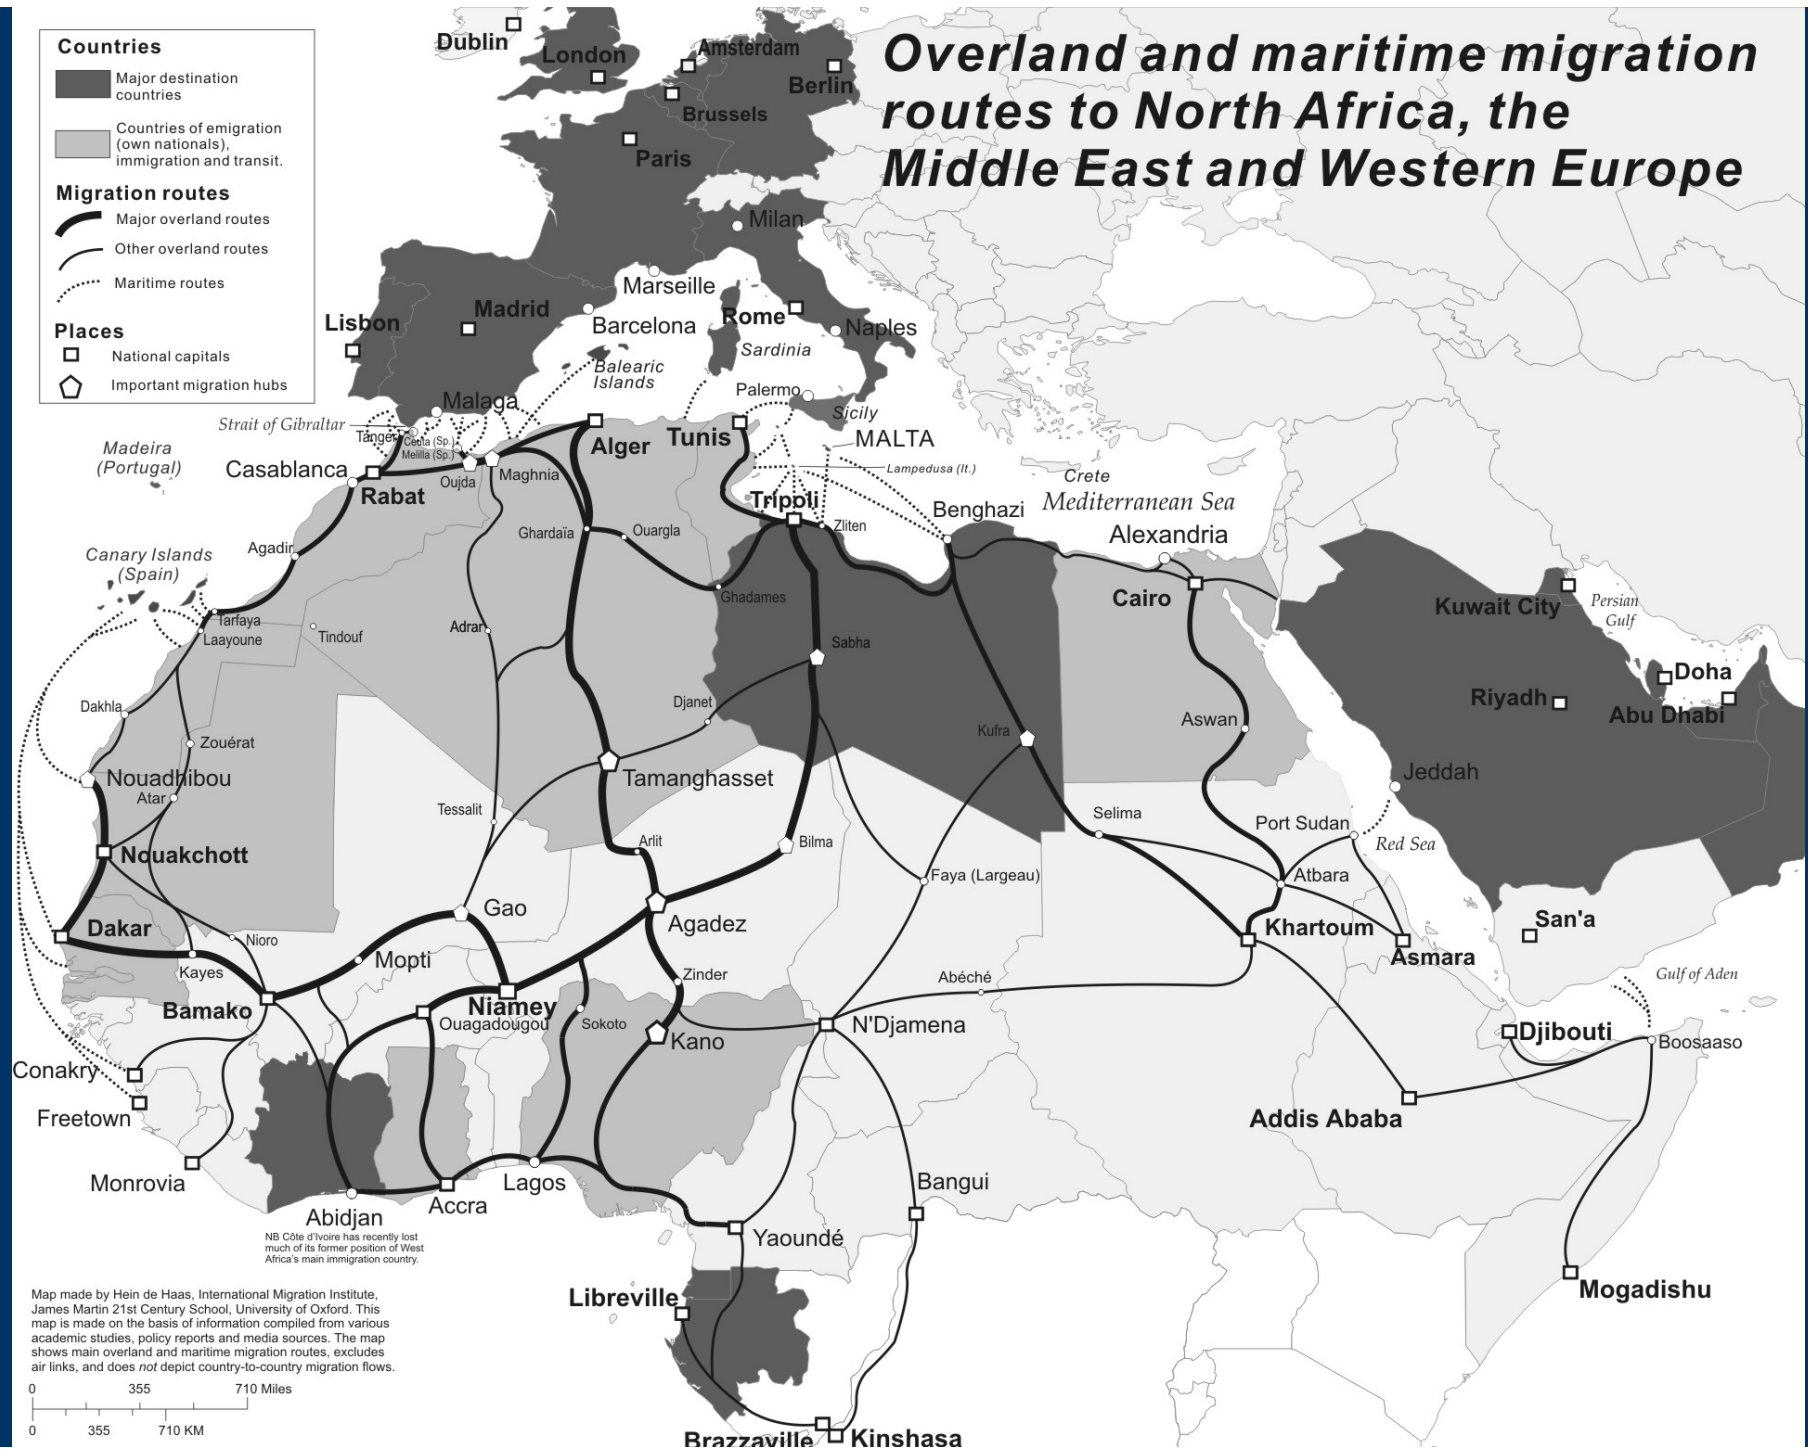 Overland and maritime migration
routes to North Africa, the
Middle East and Western Europe
Countries
Major destination
countries
Countries of emigration
(own nationals),
immigration and transit.
Migration routes
Major overland routes
Other overland routes
Maritime routes
Places
National capitals
Important migration hubs
Dublin
London
Amsterdam
Berlin
Brussels
Paris
Milan
Marseille
Madrid
Barcelona
Rome
Naples
Lisbon
Sardinia
Balearic
Islands
Palermo
Malaga
Sicily
Strait of Gibraltar
Tanger
Ceuta (Sp.)
Melilla (Sp.)
Alger
Tunis
MALTA
Madeira
(Portugal)
Casablanca
Lampedusa (It.)
Crete
Rabat
Oujda
Maghnia
Tripoli
Mediterranean Sea
Benghazi
Zliten
Alexandria
Ghardaïa
Ouargla
Agadir
Canary Islands
(Spain)
Ghadames
Cairo
Kuwait City
Persian
Gulf
Tarfaya
Laayoune
Tindouf
Adrar
Sabha
Doha
Riyadh
Abu Dhabi
Dakhla
Djanet
Aswan
Kufra
Zouérat
Nouadhibou
Tamanghasset
Jeddah
Atar
Tessalit
Selima
Port Sudan
Red Sea
Nouakchott
Arlit
Bilma
Faya (Largeau)
Atbara
Gao
Agadez
Dakar
Khartoum
San'a
Nioro
Mopti
Asmara
Kayes
Zinder
Abéché
Gulf of Aden
Bamako
Niamey
Ouagadougou
Sokoto
Kano
N'Djamena
Djibouti
Boosaaso
Conakry
Freetown
Addis Ababa
Monrovia
Lagos
Bangui
Abidjan
Accra
NB Côte d'Ivoire has recently lost
much of its former position of West
Africa's main immigration country.
Yaoundé
Libreville
Mogadishu
Map made by Hein de Haas, International Migration Institute,
James Martin 21st Century School, University of Oxford. This
map is made on the basis of information compiled from various
academic studies, policy reports and media sources. The map
shows main overland and maritime migration routes, excludes
air links, and does not depict country-to-country migration flows.
0 355 710 Miles
0 355 710 KM
Brazzaville
Kinshasa